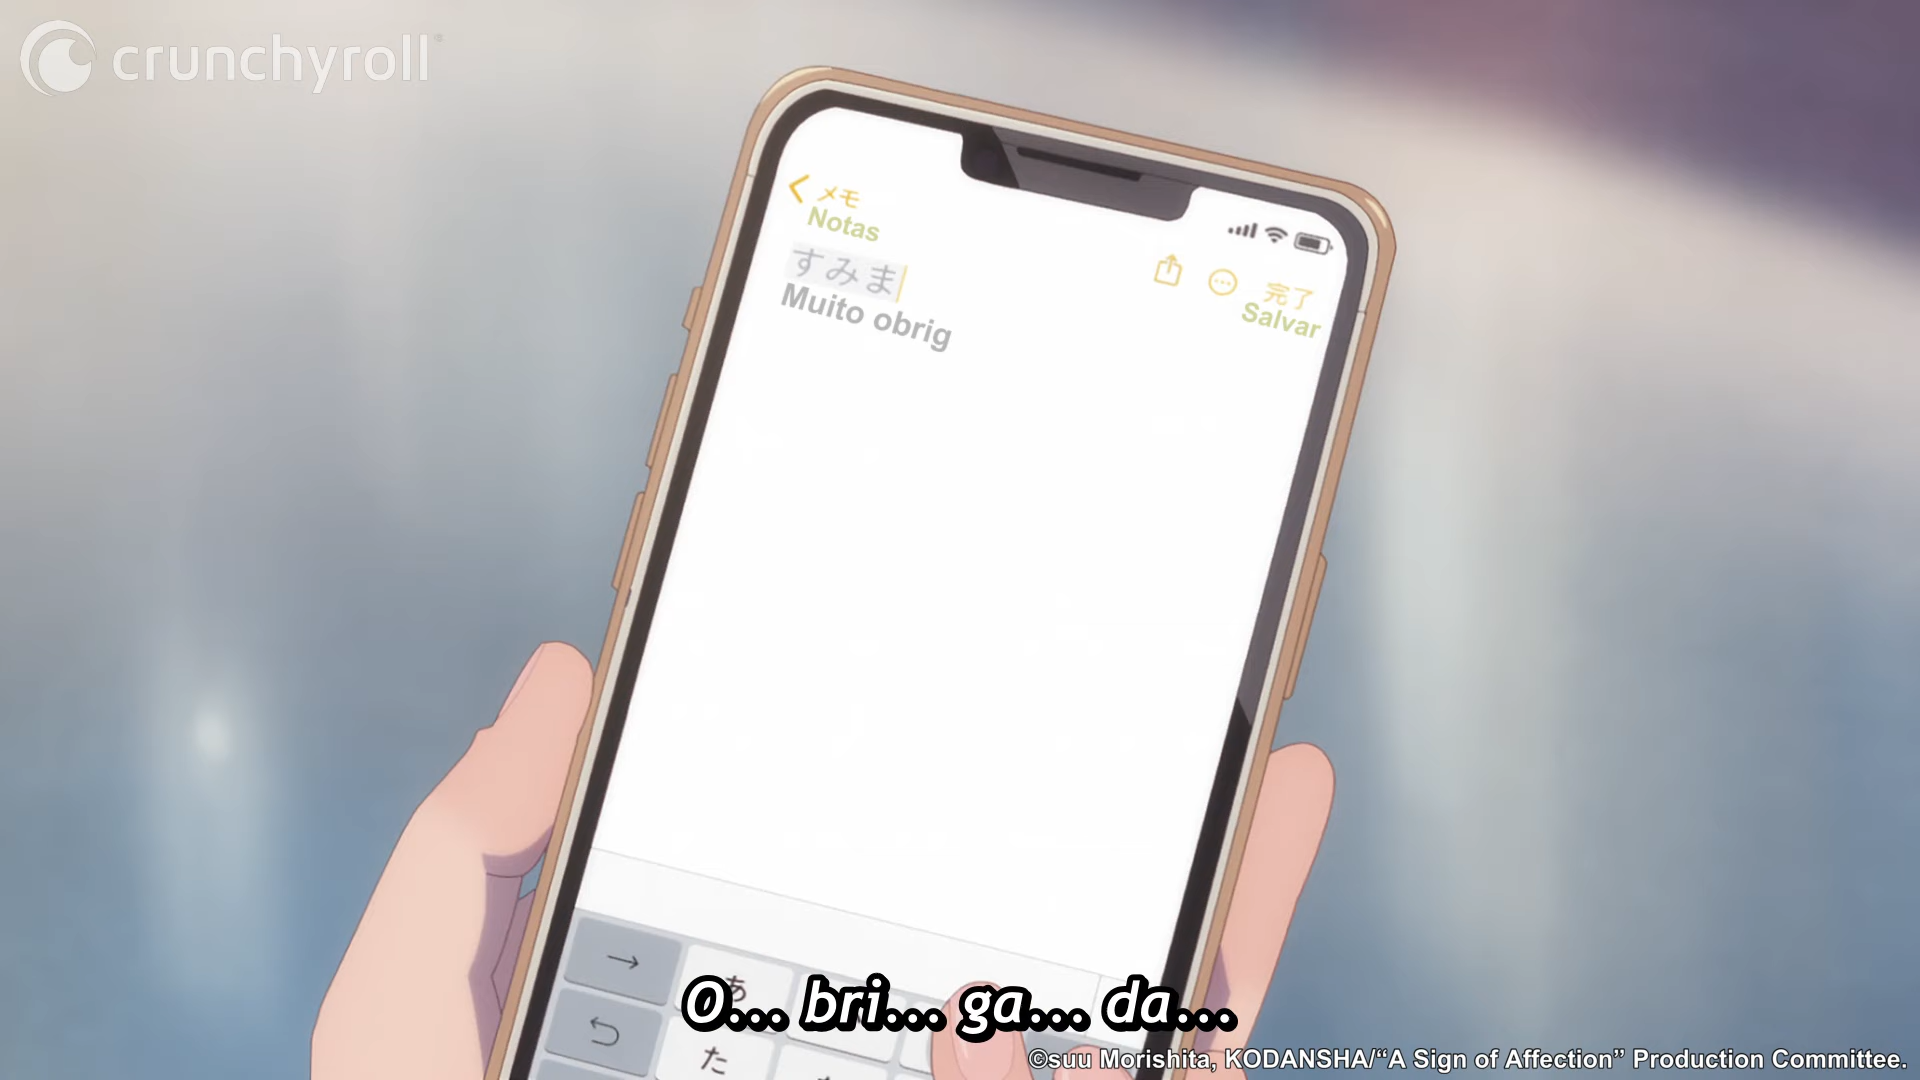 crunchyroll
メモ
Notas
完了
Salvar
すみま
Muito obrig
→
あ
た
O... bri... ga... da...
©suu Morishita, KODANSHA/“A Sign of Affection” Production Committee.